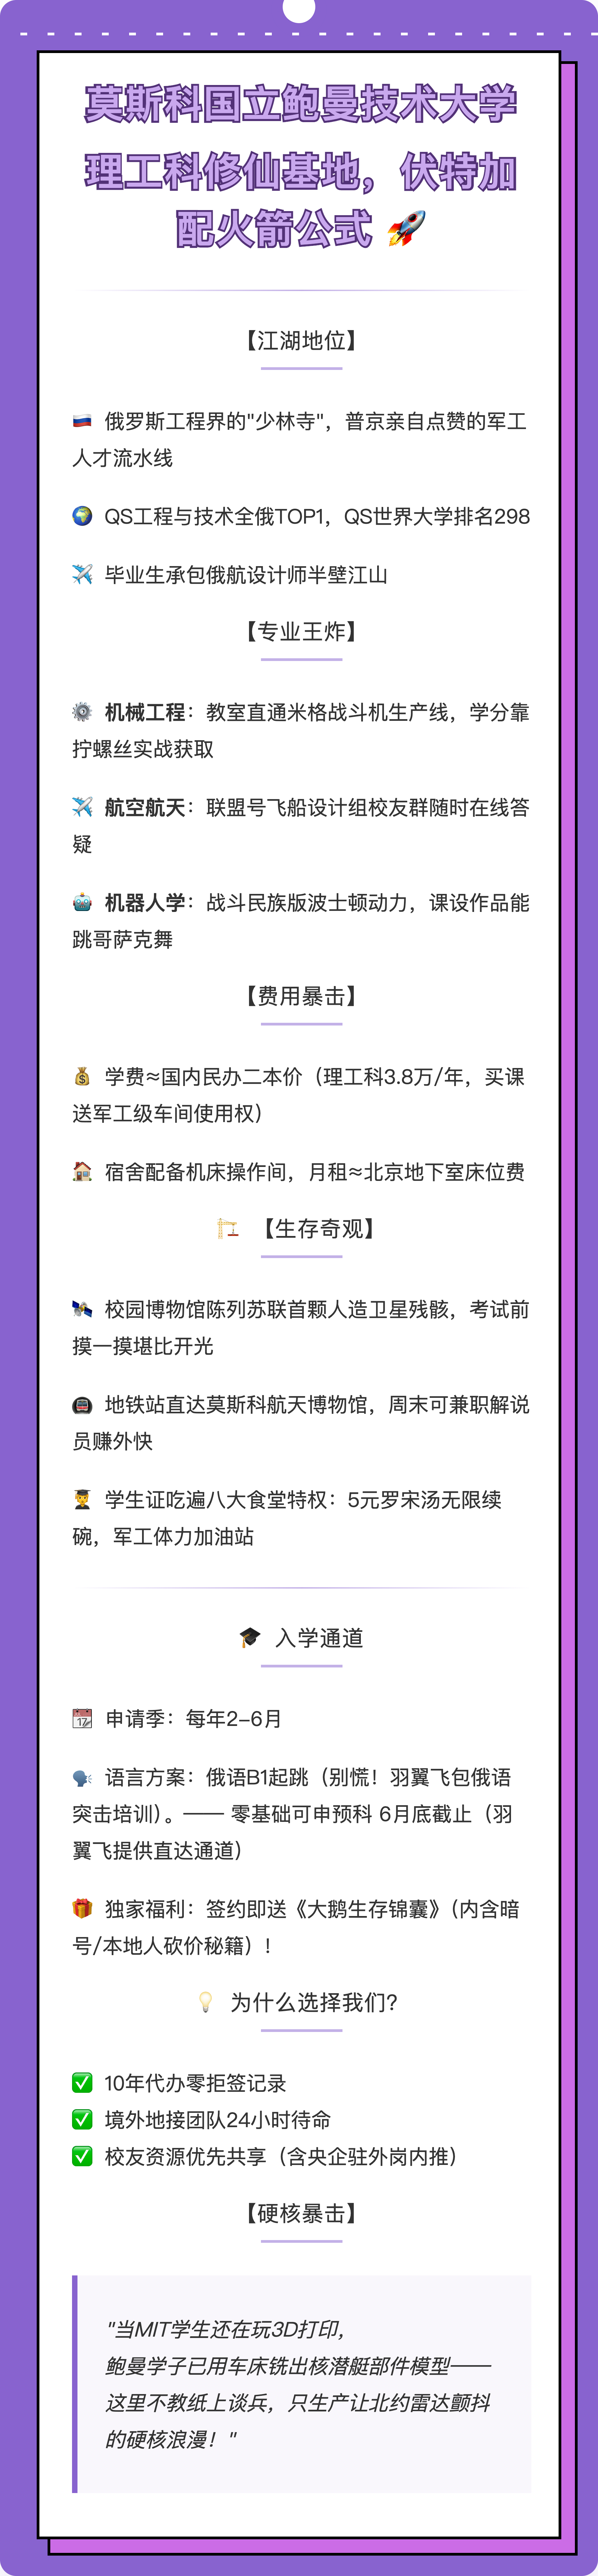 莫斯科国立鲍曼技术大学
理工科修仙基地，伏特加
配火箭公式 🚀
【江湖地位】
🇷🇺 俄罗斯工程界的"少林寺"，普京亲自点赞的军工
人才流水线
🌍 QS工程与技术全俄TOP1，QS世界大学排名298
✈️ 毕业生承包俄航设计师半壁江山
【专业王炸】
⚙️ 机械工程：教室直通米格战斗机生产线，学分靠
拧螺丝实战获取
✈️ 航空航天：联盟号飞船设计组校友群随时在线答
疑
🤖 机器人学：战斗民族版波士顿动力，课设作品能
跳哥萨克舞
【费用暴击】
💰 学费≈国内民办二本价（理工科3.8万/年，买课
送军工级车间使用权）
🏠 宿舍配备机床操作间，月租≈北京地下室床位费
🏗️ 【生存奇观】
🛰️ 校园博物馆陈列苏联首颗人造卫星残骸，考试前
摸一摸堪比开光
🚇 地铁站直达莫斯科航天博物馆，周末可兼职解说
员赚外快
👨‍🎓 学生证吃遍八大食堂特权：5元罗宋汤无限续
碗，军工体力加油站
🎓 入学通道
📆 申请季：每年2-6月
🗣️ 语言方案：俄语B1起跳（别慌！羽翼飞包俄语
突击培训）。—— 零基础可申预科 6月底截止（羽
翼飞提供直达通道）
🎁 独家福利：签约即送《大鹅生存锦囊》（内含暗
号/本地人砍价秘籍）！
💡 为什么选择我们?
✅ 10年代办零拒签记录
✅ 境外地接团队24小时待命
✅ 校友资源优先共享（含央企驻外岗内推）
【硬核暴击】
"当MIT学生还在玩3D打印，
鲍曼学子已用车床铣出核潜艇部件模型——
这里不教纸上谈兵，只生产让北约雷达颤抖
的硬核浪漫！"